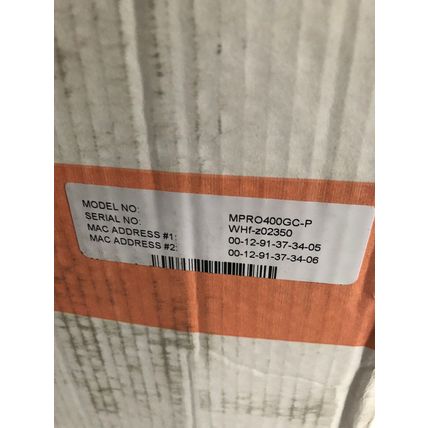 MODEL NO: MPRO400GC-P
SERIAL NO: WHf-z02350
MAC ADDRESS #1: 00-12-91-37-34-05
MAC ADDRESS #2: 00-12-91-37-34-06